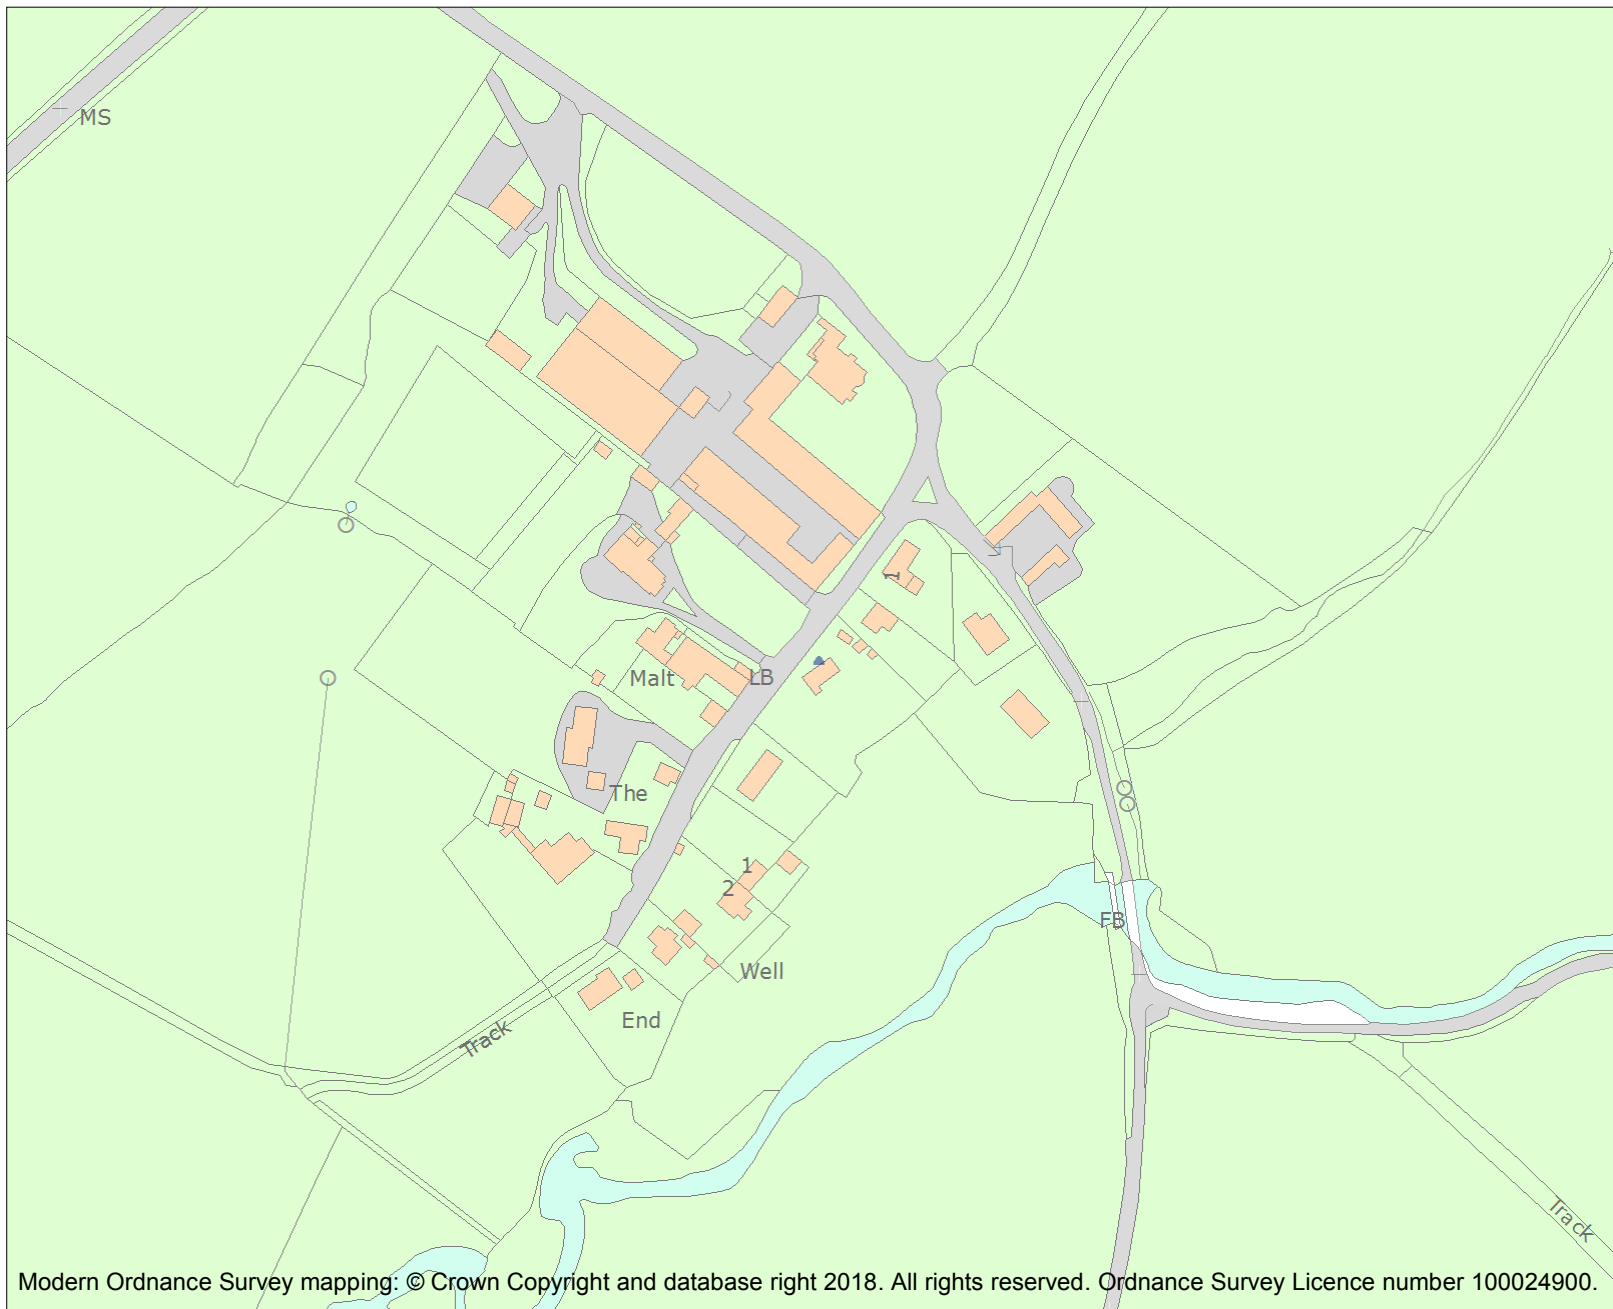 MS
1
Malt
LB
The
1
2
FB
Well
End
Track
Track
Modern Ordnance Survey mapping: © Crown Copyright and database right 2018. All rights reserved. Ordnance Survey Licence number 100024900.